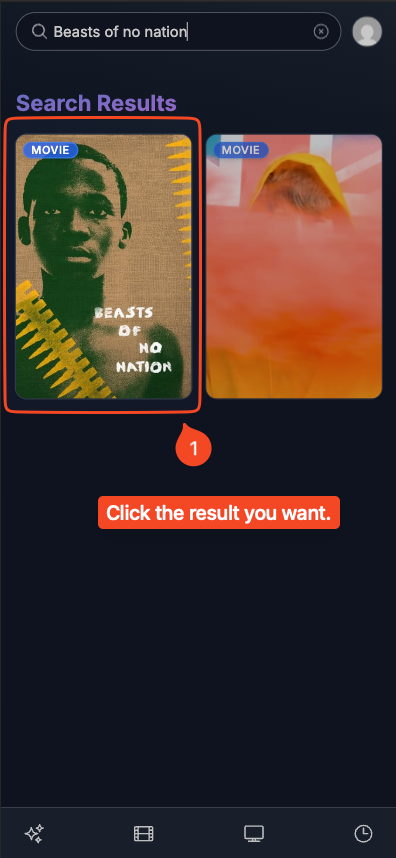 Beasts of no nation
Search Results
MOVIE
MOVIE
BEASTS
OF
NO
NATION
1
Click the result you want.